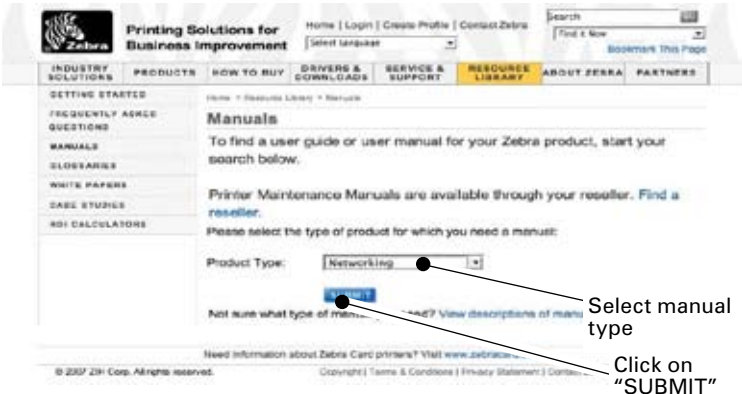 Zebra
Printing Solutions for
Business Improvement
Home | Login | Create Profile | Contact Zebra
Select Language
Search
Find it Now
Bookmark This Page
INDUSTRY SOLUTIONS
PRODUCTS
HOW TO BUY
DRIVERS & DOWNLOADS
SERVICE & SUPPORT
RESOURCE LIBRARY
ABOUT ZEBRA
PARTNERS
GETTING STARTED
FREQUENTLY ASKED
QUESTIONS
MANUALS
GLOSSARIES
WHITE PAPERS
CASE STUDIES
ROI CALCULATORS
Home > Resource Library > Manuals
Manuals
To find a user guide or user manual for your Zebra product, start your
search below.
Printer Maintenance Manuals are available through your reseller. Find a
reseller.
Please select the type of product for which you need a manual:
Product Type: Networking
SUBMIT
Not sure what type of need? View descriptions of
Select manual
type
Need information about Zebra Card printers? Visit
Click on
"SUBMIT"
© 2007 ZIH Corp. All rights reserved.
Copyright | Terms & Conditions | Privacy Statement |